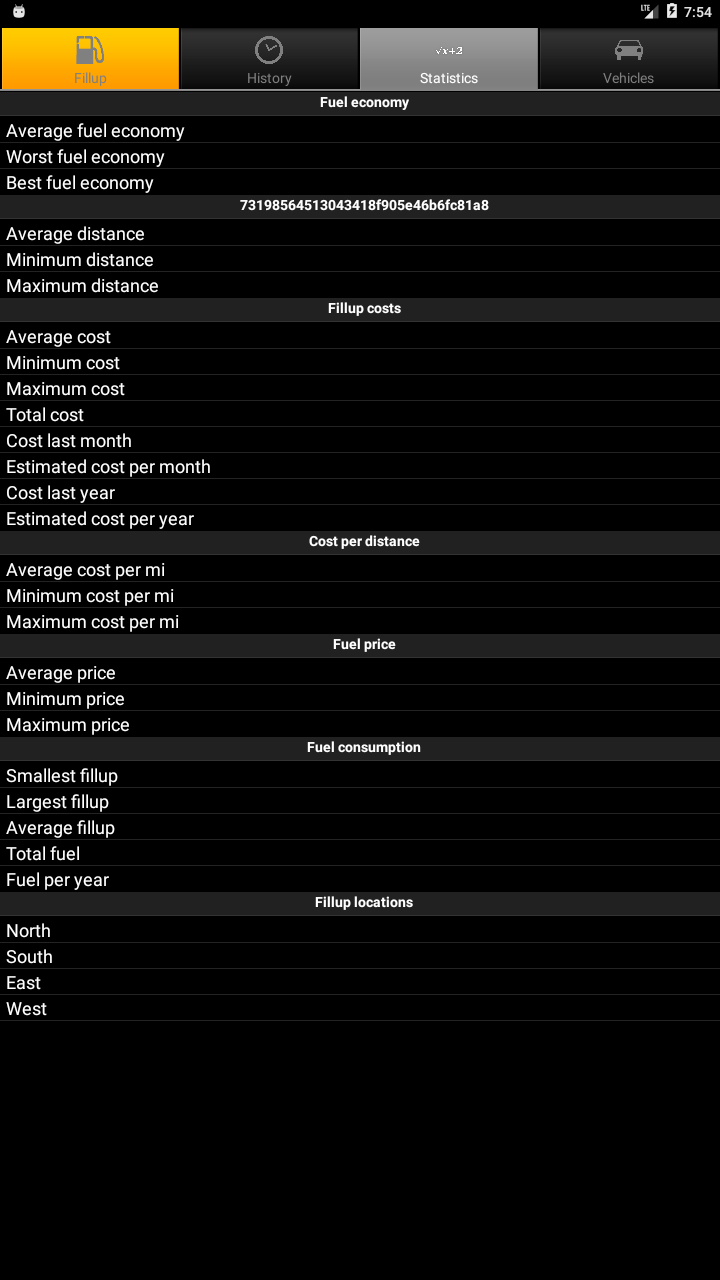 LTE 7:54
Fillup
History
√x+2
Statistics
Vehicles
Fuel economy
Average fuel economy
Worst fuel economy
Best fuel economy
73198564513043418f905e46b6fc81a8
Average distance
Minimum distance
Maximum distance
Fillup costs
Average cost
Minimum cost
Maximum cost
Total cost
Cost last month
Estimated cost per month
Cost last year
Estimated cost per year
Cost per distance
Average cost per mi
Minimum cost per mi
Maximum cost per mi
Fuel price
Average price
Minimum price
Maximum price
Fuel consumption
Smallest fillup
Largest fillup
Average fillup
Total fuel
Fuel per year
Fillup locations
North
South
East
West